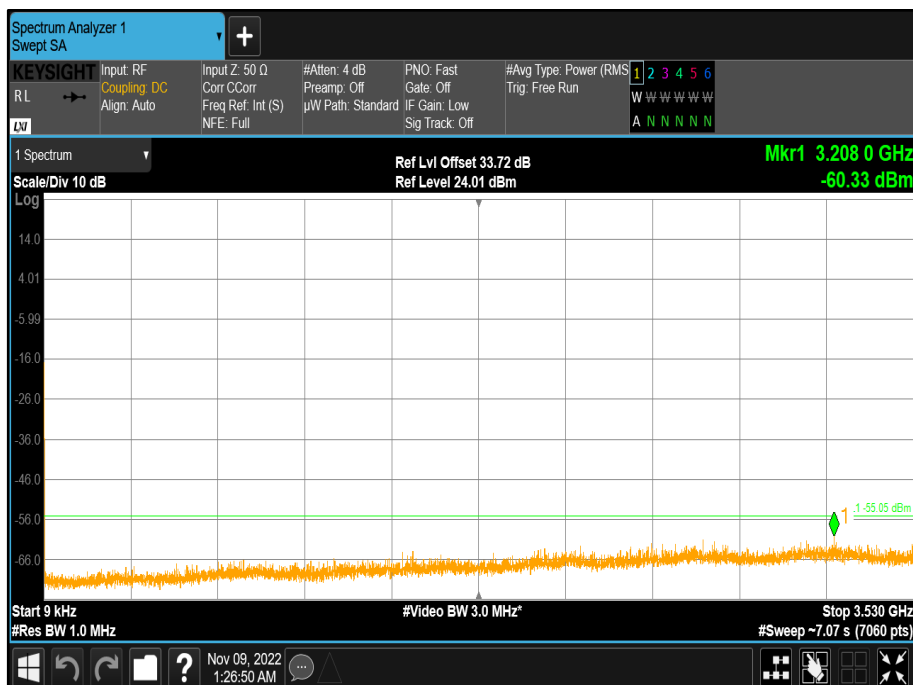 Spectrum Analyzer 1
Swept SA
+
KEYSIGHT
RL
LXI
Input: RF
Coupling: DC
Align: Auto
Input Z: 50 Ω
Corr CCorr
Freq Ref: Int (S)
NFE: Full
#Atten: 4 dB
Preamp: Off
µW Path: Standard
PNO: Fast
Gate: Off
IF Gain: Low
Sig Track: Off
#Avg Type: Power (RMS
Trig: Free Run
1 2 3 4 5 6
W W W W W W
A N N N N N
1 Spectrum
Scale/Div 10 dB
Ref Lvl Offset 33.72 dB
Ref Level 24.01 dBm
Mkr1 3.208 0 GHz
-60.33 dBm
Log
14.0
4.01
-5.99
-16.0
-26.0
-36.0
-46.0
-56.0
-66.0
1
.1 -55.05 dBm
Start 9 kHz
#Res BW 1.0 MHz
#Video BW 3.0 MHz*
Stop 3.530 GHz
#Sweep ~7.07 s (7060 pts)
?
Nov 09, 2022
1:26:50 AM